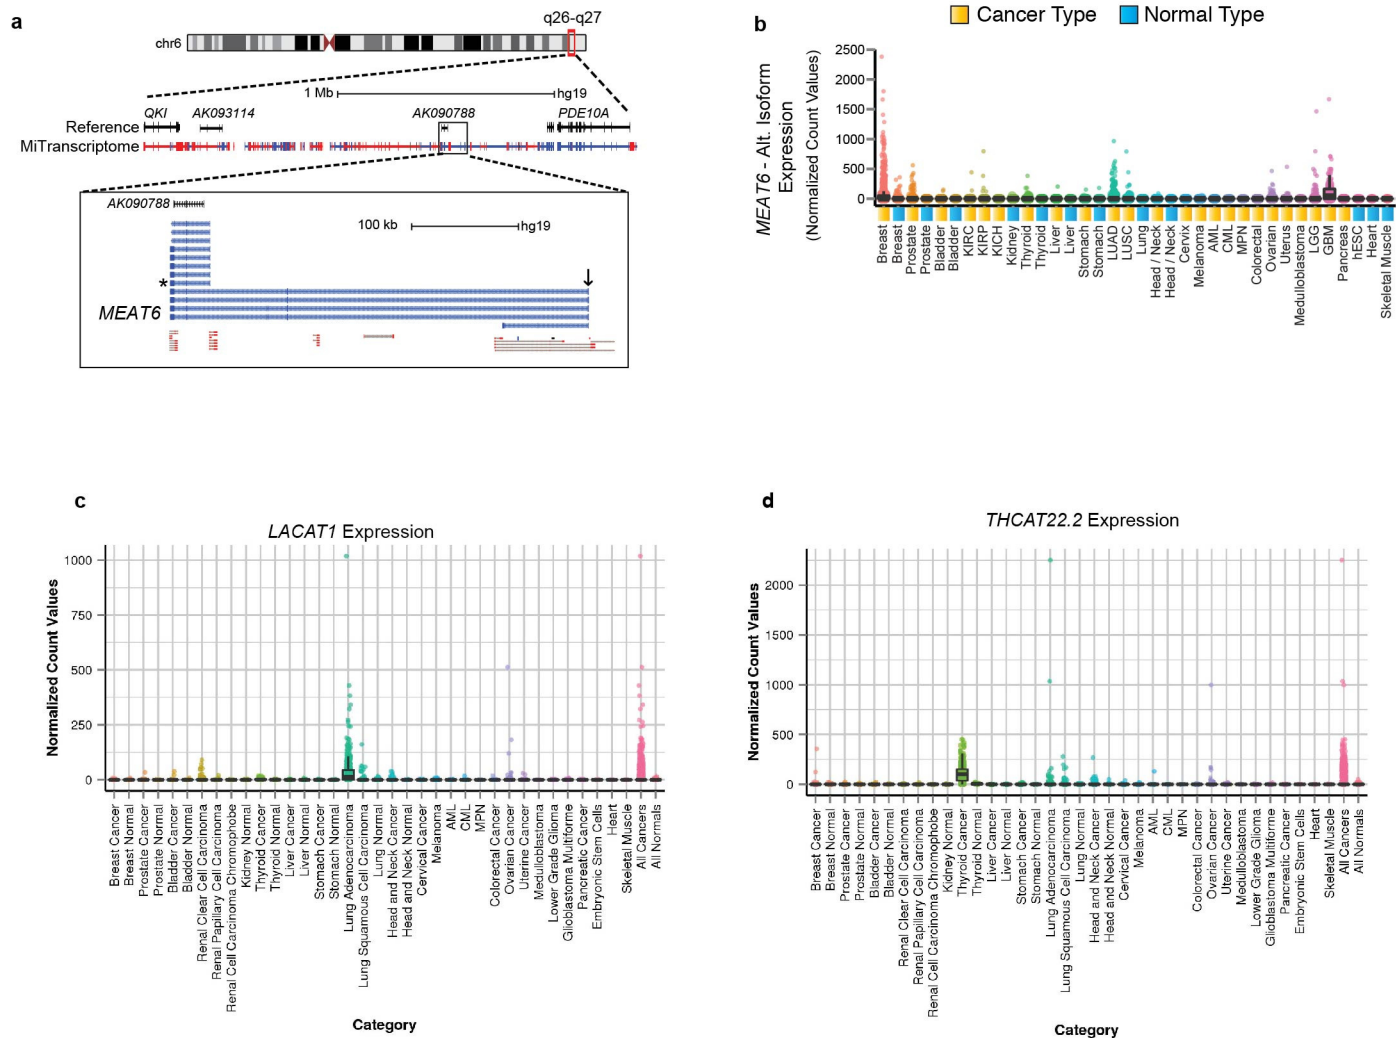 a
q26-q27
chr6
1 Mb
hg19
QKI
AK093114
AK090788
PDE10A
Reference
MiTranscriptome
AK090788
100 kb
hg19
*
MEAT6
b
Cancer Type
Normal Type
MEAT6 - Alt. Isoform
Expression
(Normalized Count Values)
2500
2000
1500
1000
500
0
Breast
Breast
Prostate
Prostate
Bladder
Bladder
KIRC
KIRP
KICH
Kidney
Thyroid
Thyroid
Liver
Liver
Stomach
Stomach
LUAD
LUSC
Lung
Head / Neck
Head / Neck
Cervix
Melanoma
AML
CML
MPN
Colorectal
Ovarian
Uterus
Medulloblastoma
LGG
GBM
Pancreas
hESC
Heart
Skeletal Muscle
c
LACAT1 Expression
Normalized Count Values
1000
750
500
250
0
Breast Cancer
Breast Normal
Prostate Cancer
Prostate Normal
Bladder Cancer
Bladder Normal
Renal Clear Cell Carcinoma
Renal Papillary Cell Carcinoma
Renal Cell Carcinoma Chromophobe
Kidney Normal
Thyroid Cancer
Thyroid Normal
Liver Cancer
Liver Normal
Stomach Cancer
Stomach Normal
Lung Adenocarcinoma
Lung Squamous Cell Carcinoma
Lung Normal
Head and Neck Cancer
Head and Neck Normal
Cervical Cancer
Melanoma
AML
CML
MPN
Colorectal Cancer
Ovarian Cancer
Uterine Cancer
Medulloblastoma
Lower Grade Glioma
Glioblastoma Multiforme
Pancreatic Cancer
Embryonic Stem Cells
Heart
Skeletal Muscle
All Cancers
All Normals
Category
d
THCAT22.2 Expression
Normalized Count Values
2000
1500
1000
500
0
Breast Cancer
Breast Normal
Prostate Cancer
Prostate Normal
Bladder Cancer
Bladder Normal
Renal Clear Cell Carcinoma
Renal Papillary Cell Carcinoma
Renal Cell Carcinoma Chromophobe
Kidney Normal
Thyroid Cancer
Thyroid Normal
Liver Cancer
Liver Normal
Stomach Cancer
Stomach Normal
Lung Adenocarcinoma
Lung Squamous Cell Carcinoma
Lung Normal
Head and Neck Cancer
Head and Neck Normal
Cervical Cancer
Melanoma
AML
CML
MPN
Colorectal Cancer
Ovarian Cancer
Uterine Cancer
Medulloblastoma
Lower Grade Glioma
Glioblastoma Multiforme
Pancreatic Cancer
Embryonic Stem Cells
Heart
Skeletal Muscle
All Cancers
All Normals
Category